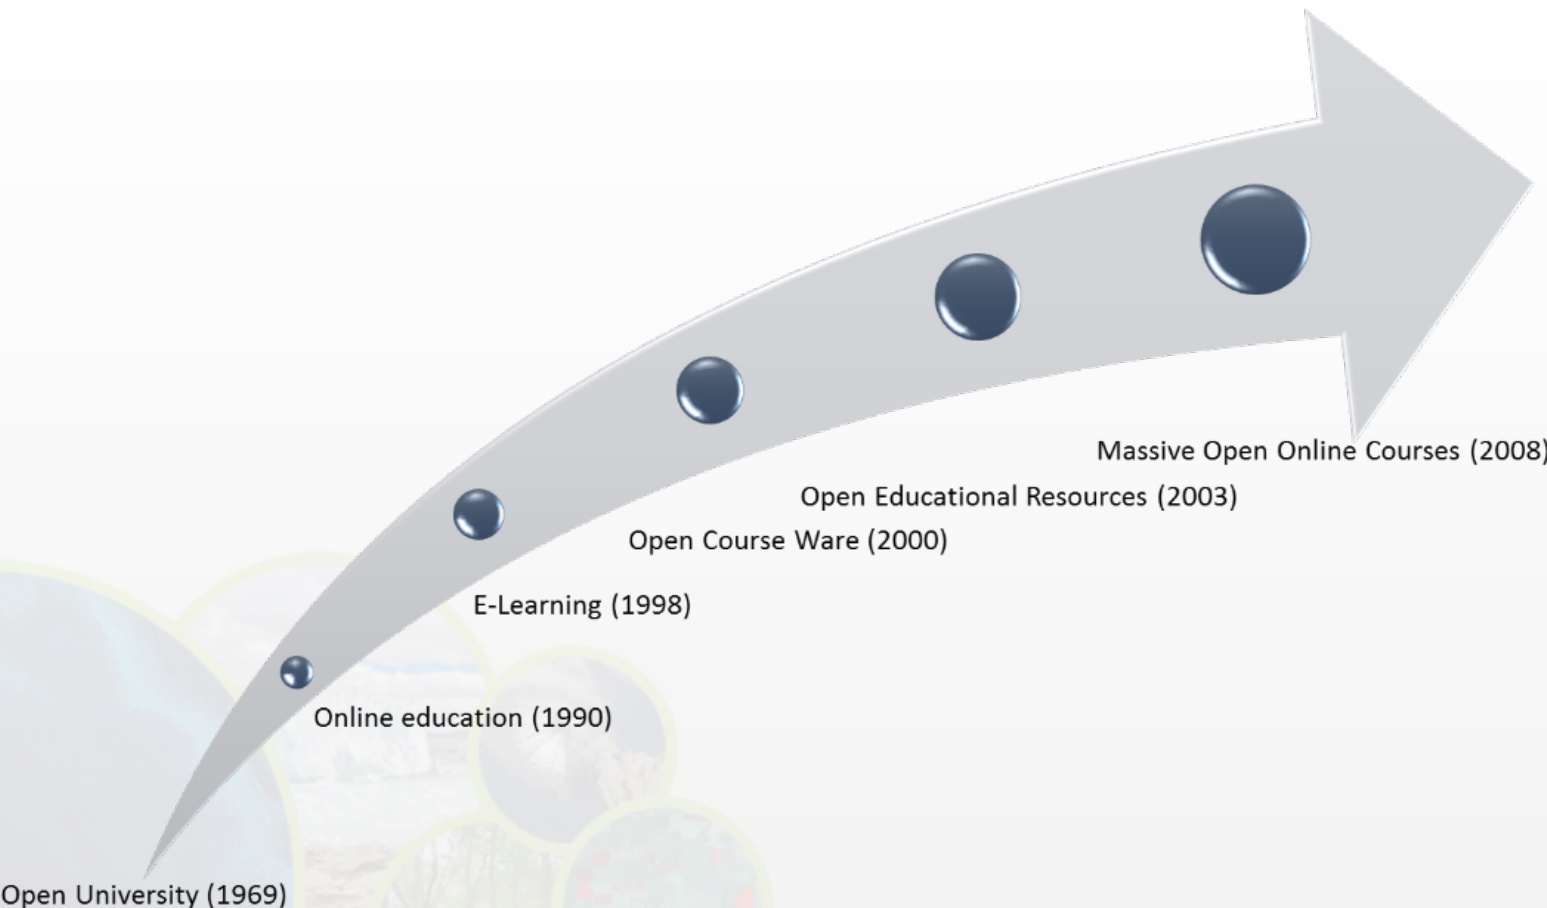 Massive Open Online Courses (2008)
Open Educational Resources (2003)
Open Course Ware (2000)
E-Learning (1998)
Online education (1990)
Open University (1969)